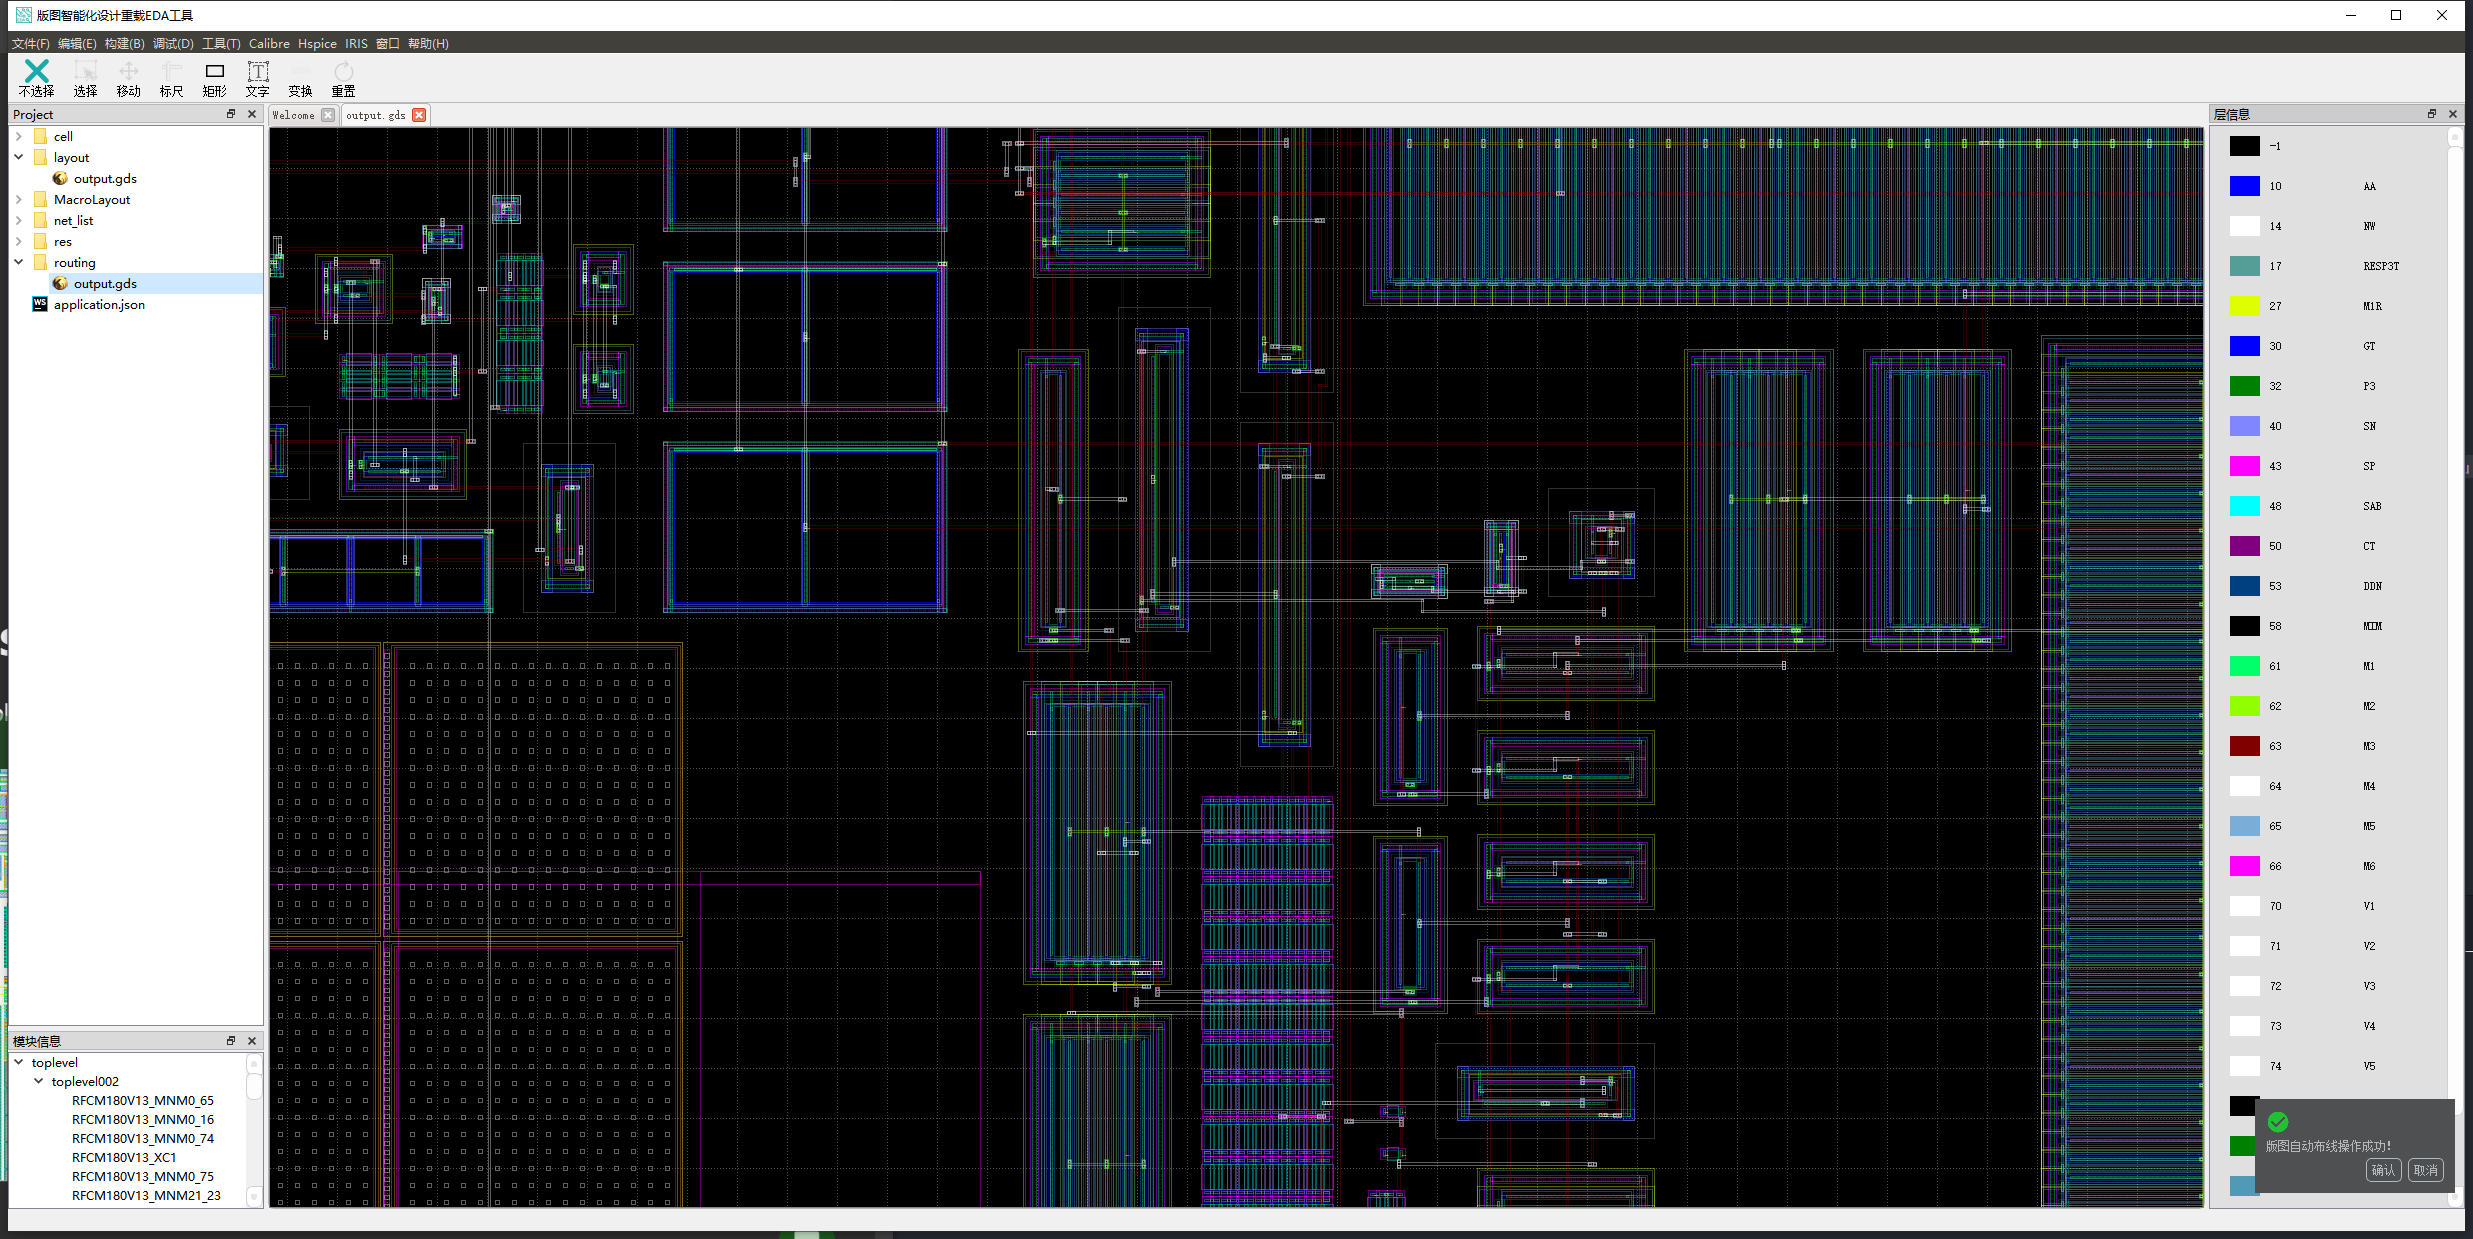 版图智能化设计重载EDA工具
文件(F) 编辑(E) 构建(B) 调试(D) 工具(T) Calibre Hspice IRIS 窗口 帮助(H)
不选择 选择 移动 标尺 矩形 文字 变换 重置
Project
cell
layout
output.gds
MacroLayout
net_list
res
routing
output.gds
application.json
模块信息
toplevel
toplevel002
RFCM180V13_MNM0_65
RFCM180V13_MNM0_16
RFCM180V13_MNM0_74
RFCM180V13_XC1
RFCM180V13_MNM0_75
RFCM180V13_MNM21_23
Welcome output.gds
层信息
-1
10 AA
14 NW
17 RESP3T
27 M1R
30 GT
32 P3
40 SN
43 SP
48 SAB
50 CT
53 DDN
58 MIM
61 M1
62 M2
63 M3
64 M4
65 M5
66 M6
70 V1
71 V2
72 V3
73 V4
74 V5
版图自动布线操作成功!
确认 取消